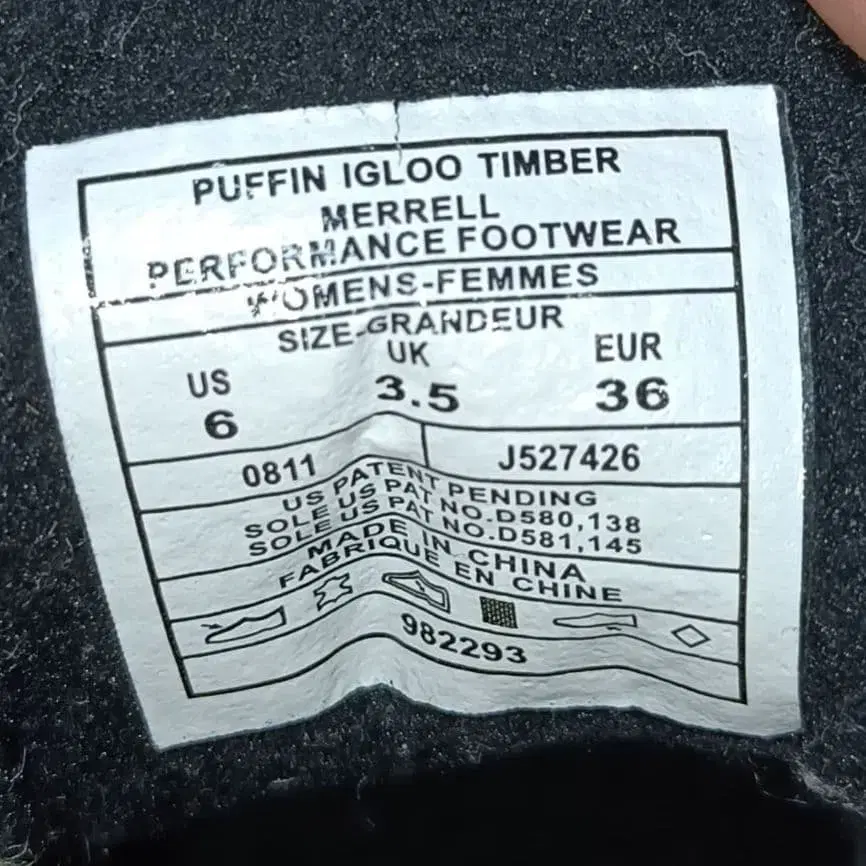 PUFFIN IGLOO TIMBER
MERRELL
PERFORMANCE FOOTWEAR
WOMENS-FEMMES
SIZE-GRANDEUR
US UK EUR
6 3.5 36
0811 J527426
US PATENT PENDING
SOLE US PAT NO.D580,138
SOLE US PAT NO.D581,145
MADE IN CHINA
FABRIQUE EN CHINE
982293